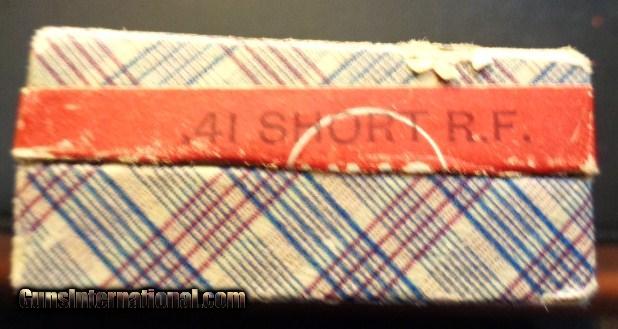 .41 SHORT R.F.
GunsInternational.com